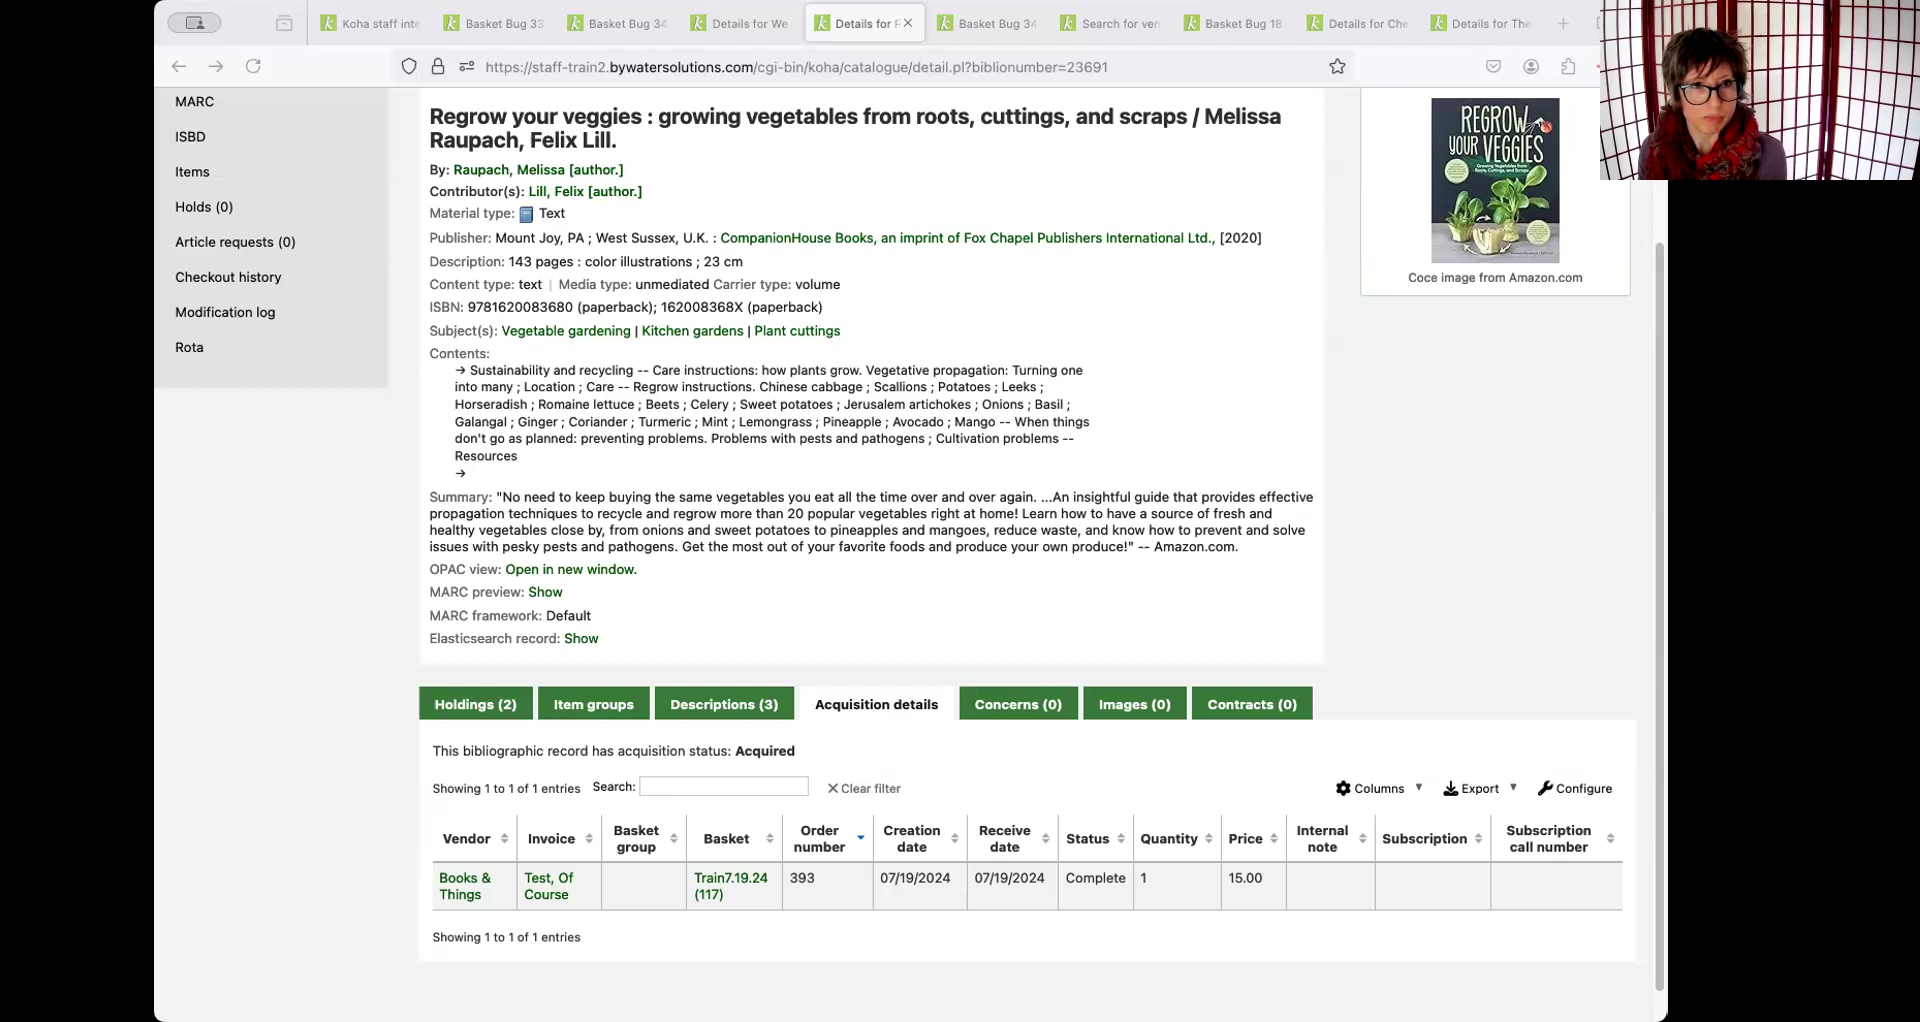 Koha staff inte
Basket Bug 33
Basket Bug 34
Details for We
Details for F
Basket Bug 34
Search for ven
Basket Bug 18
Details for Che
Details for The
https://staff-train2.bywatersolutions.com/cgi-bin/koha/catalogue/detail.pl?biblionumber=23691
MARC
ISBD
Items
Holds (0)
Article requests (0)
Checkout history
Modification log
Rota
Regrow your veggies : growing vegetables from roots, cuttings, and scraps / Melissa
Raupach, Felix Lill.
By: Raupach, Melissa [author.]
Contributor(s): Lill, Felix [author.]
Material type: Text
Publisher: Mount Joy, PA ; West Sussex, U.K. : CompanionHouse Books, an imprint of Fox Chapel Publishers International Ltd., [2020]
Description: 143 pages : color illustrations ; 23 cm
Content type: text | Media type: unmediated Carrier type: volume
ISBN: 9781620083680 (paperback); 162008368X (paperback)
Subject(s): Vegetable gardening | Kitchen gardens | Plant cuttings
Contents:
→ Sustainability and recycling -- Care instructions: how plants grow. Vegetative propagation: Turning one
into many ; Location ; Care -- Regrow instructions. Chinese cabbage ; Scallions ; Potatoes ; Leeks ;
Horseradish ; Romaine lettuce ; Beets ; Celery ; Sweet potatoes ; Jerusalem artichokes ; Onions ; Basil ;
Galangal ; Ginger ; Coriander ; Turmeric ; Mint ; Lemongrass ; Pineapple ; Avocado ; Mango -- When things
don't go as planned: preventing problems. Problems with pests and pathogens ; Cultivation problems --
Resources
→
Summary: "No need to keep buying the same vegetables you eat all the time over and over again. ...An insightful guide that provides effective
propagation techniques to recycle and regrow more than 20 popular vegetables right at home! Learn how to have a source of fresh and
healthy vegetables close by, from onions and sweet potatoes to pineapples and mangoes, reduce waste, and know how to prevent and solve
issues with pesky pests and pathogens. Get the most out of your favorite foods and produce your own produce!" -- Amazon.com.
OPAC view: Open in new window.
MARC preview: Show
MARC framework: Default
Elasticsearch record: Show
REGROW
YOUR VEGGIES
Growing Vegetables from
Roots, Cuttings, and Scraps
Coce image from Amazon.com
Holdings (2)
Item groups
Descriptions (3)
Acquisition details
Concerns (0)
Images (0)
Contracts (0)
This bibliographic record has acquisition status: Acquired
Showing 1 to 1 of 1 entries
Search:
Clear filter
Columns
Export
Configure
Vendor
Invoice
Basket
group
Basket
Order
number
Creation
date
Receive
date
Status
Quantity
Price
Internal
note
Subscription
Subscription
call number
Books &
Things
Test, Of
Course
Train7.19.24
(117)
393
07/19/2024
07/19/2024
Complete
1
15.00
Showing 1 to 1 of 1 entries